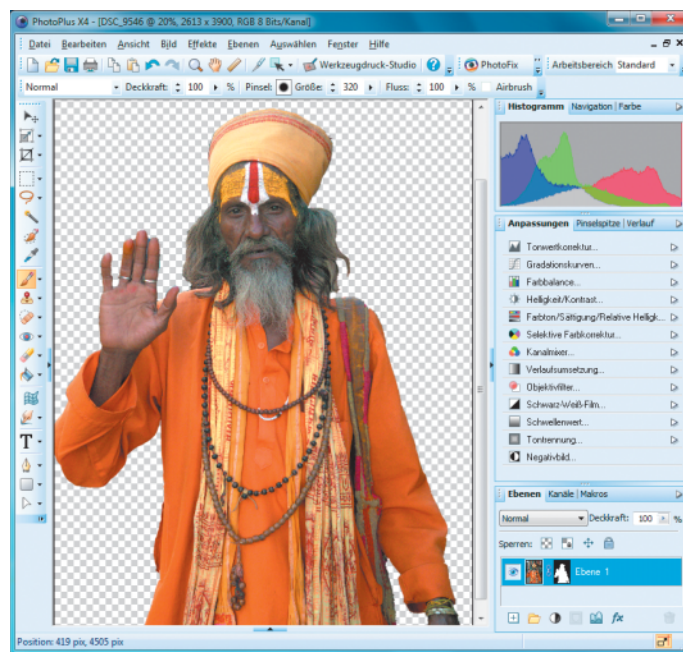 PhotoPlus X4 - [DSC_9546 @ 20%, 2613 x 3900, RGB 8 Bits/Kanal]
Datei Bearbeiten Ansicht Bild Effekte Ebenen Auswählen Fenster Hilfe
Werkzeugdruck-Studio PhotoFix Arbeitsbereich Standard
Normal Deckkraft: 100 % Pinsel: Größe: 320 Fluss: 100 % Airbrush
Histogramm Navigation Farbe
Anpassungen Pinselspitze Verlauf
Tonwertkorrektur...
Gradationskurven...
Farbbalance...
Helligkeit/Kontrast...
Farbton/Sättigung/Relative Helligk...
Selektive Farbkorrektur...
Kanalmixer...
Verlaufsumsetzung...
Objektivfilter...
Schwarz-Weiß-Film...
Schwellenwert...
Tontrennung...
Negativbild...
Ebenen Kanäle Makros
Normal Deckkraft: 100 %
Sperren:
Ebene 1
Position: 419 pix, 4505 pix